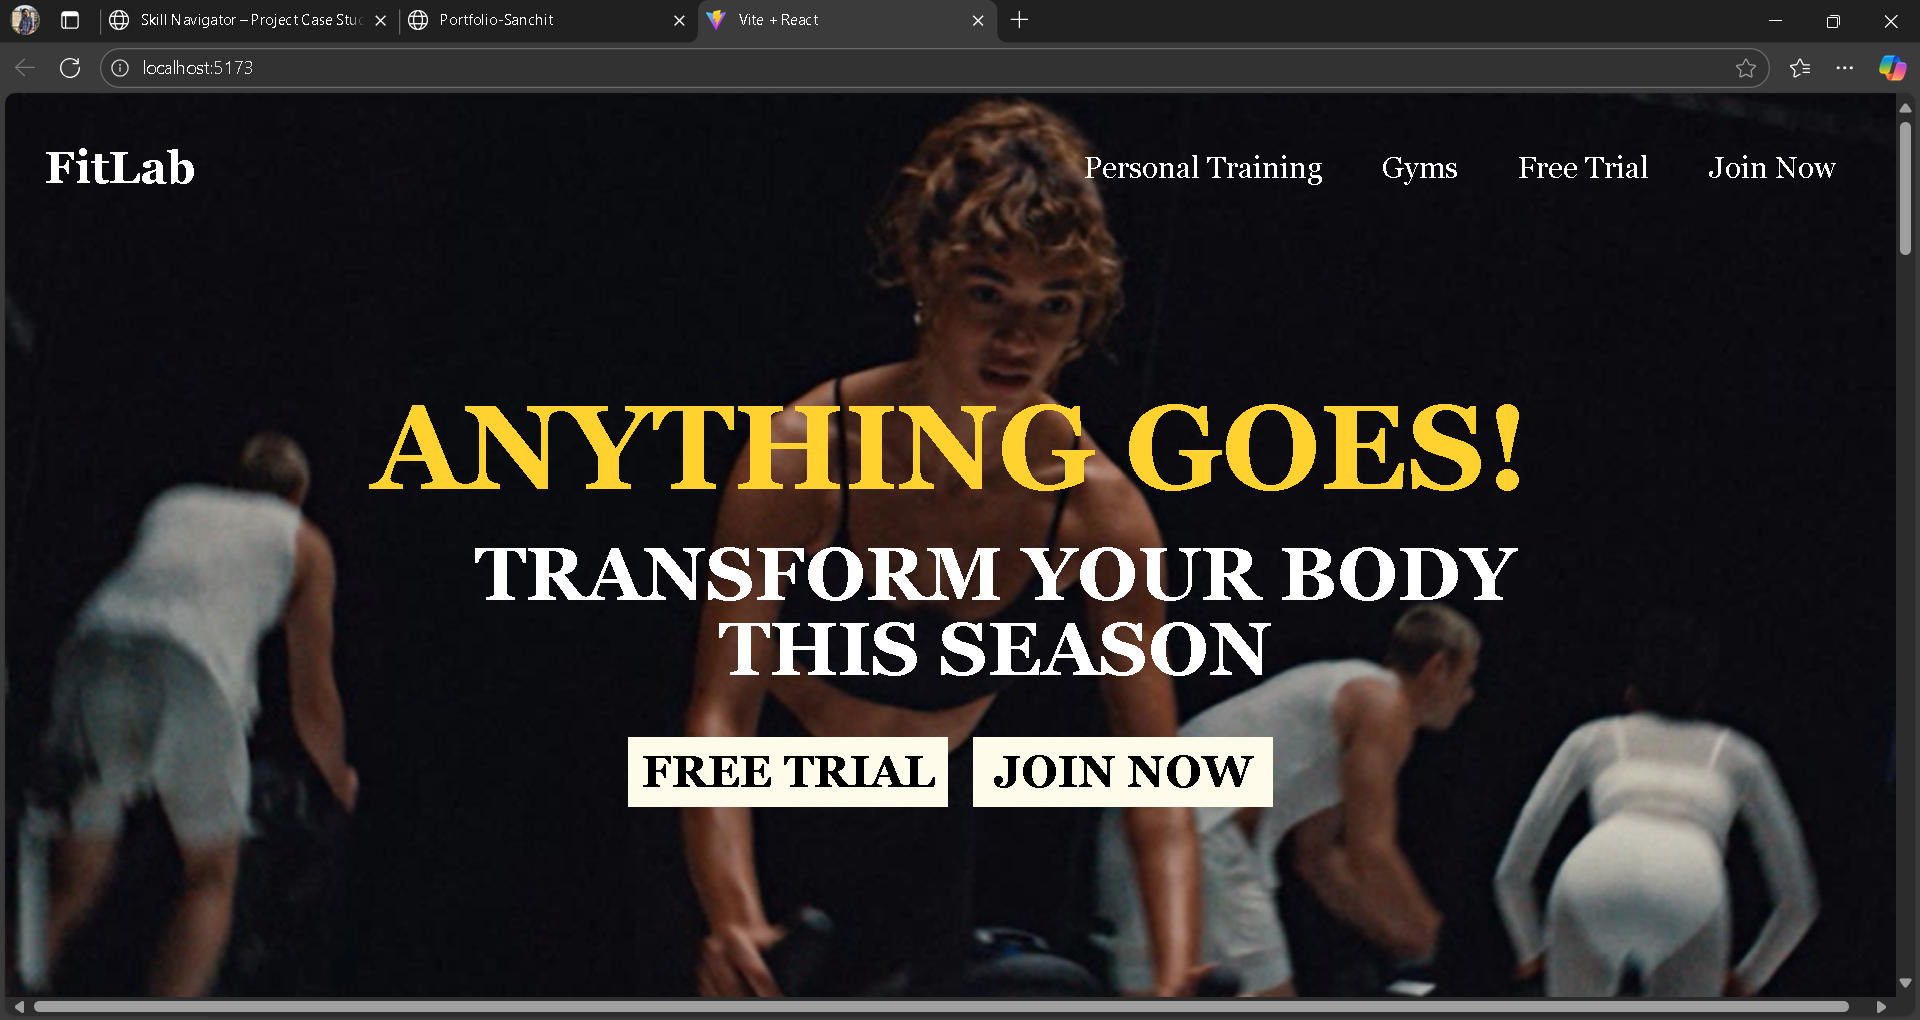 Skill Navigator – Project Case Stud
Portfolio-Sanchit
Vite + React
localhost:5173
FitLab
Personal Training
Gyms
Free Trial
Join Now
ANYTHING GOES!
TRANSFORM YOUR BODY
THIS SEASON
FREE TRIAL
JOIN NOW